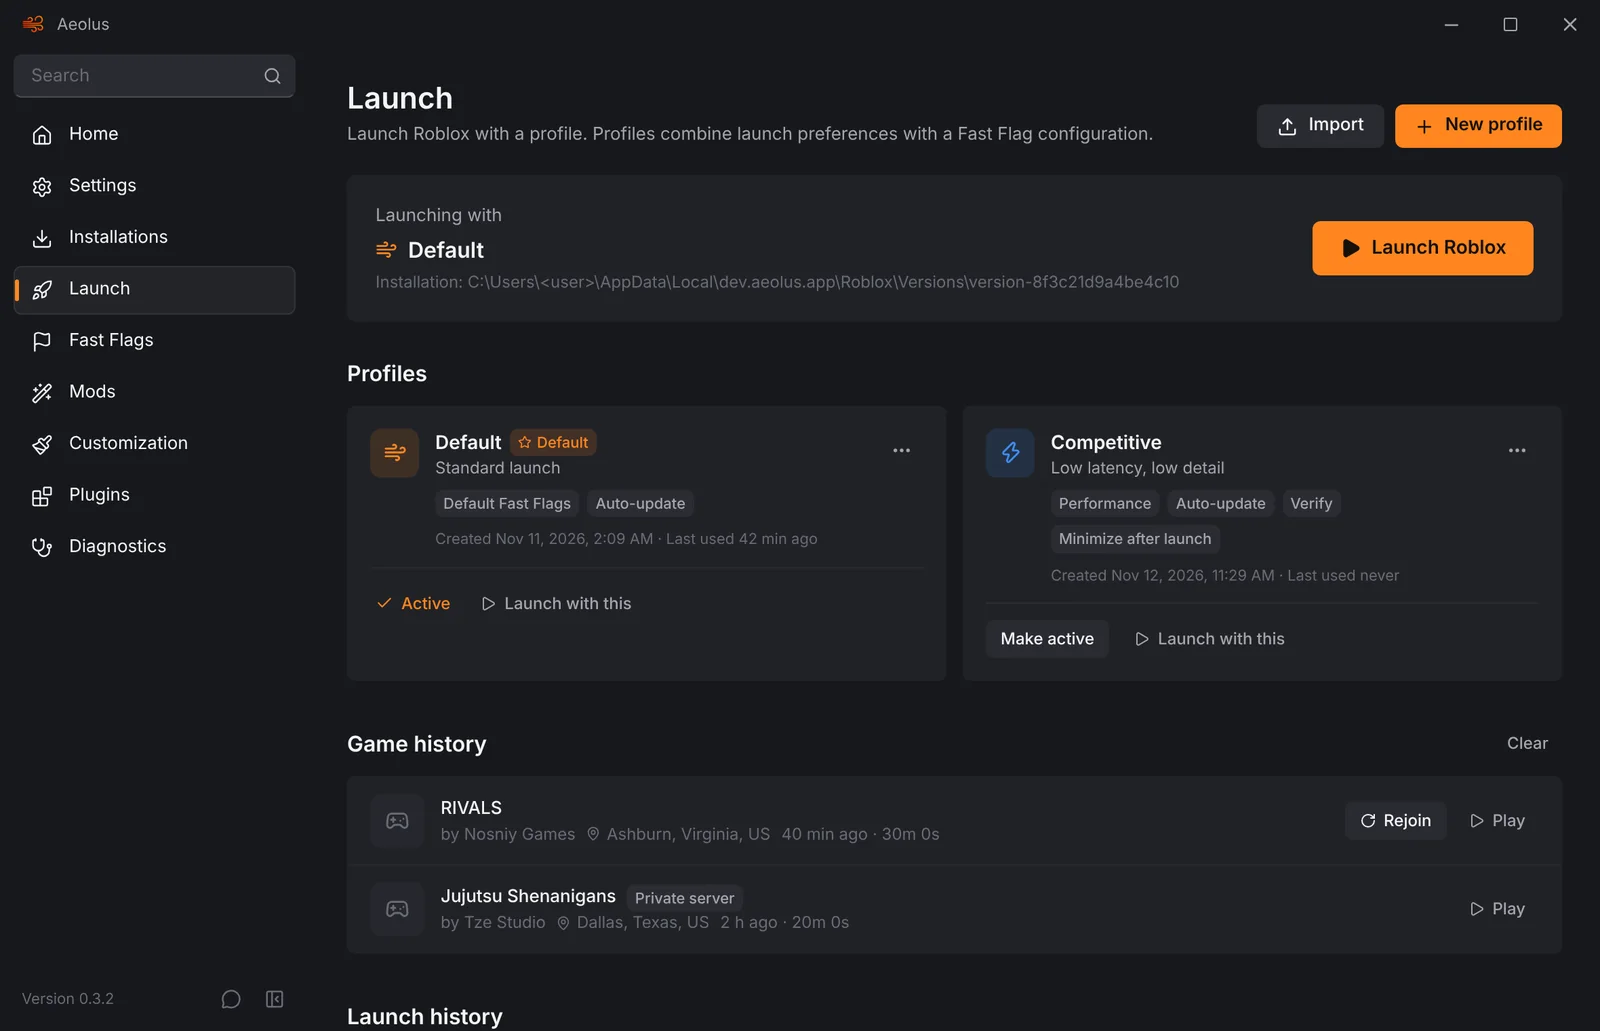 Aeolus
Search
Home
Settings
Installations
Launch
Fast Flags
Mods
Customization
Plugins
Diagnostics
Version 0.3.2
Launch
Launch Roblox with a profile. Profiles combine launch preferences with a Fast Flag configuration.
Import
New profile
Launching with
Default
Installation: C:\Users\<user>\AppData\Local\dev.aeolus.app\Roblox\Versions\version-8f3c21d9a4be4c10
Launch Roblox
Profiles
Default Default
Standard launch
Default Fast Flags Auto-update
Created Nov 11, 2026, 2:09 AM · Last used 42 min ago
Active Launch with this
Competitive
Low latency, low detail
Performance Auto-update Verify
Minimize after launch
Created Nov 12, 2026, 11:29 AM · Last used never
Make active Launch with this
Game history
Clear
RIVALS
by Nosniy Games Ashburn, Virginia, US 40 min ago · 30m 0s
Rejoin Play
Jujutsu Shenanigans Private server
by Tze Studio Dallas, Texas, US 2 h ago · 20m 0s
Play
Launch history